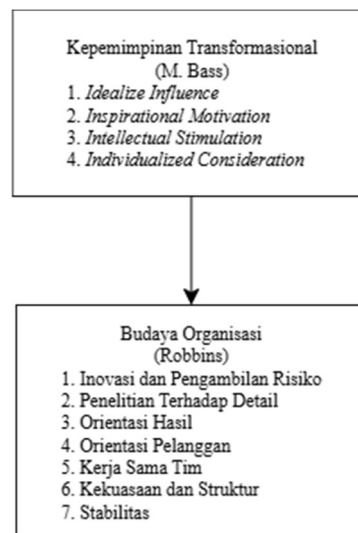 Kepemimpinan Transformasional
(M. Bass)
1. Idealize Influence
2. Inspirational Motivation
3. Intellectual Stimulation
4. Individualized Consideration
Budaya Organisasi
(Robbins)
1. Inovasi dan Pengambilan Risiko
2. Penelitian Terhadap Detail
3. Orientasi Hasil
4. Orientasi Pelanggan
5. Kerja Sama Tim
6. Kekuasaan dan Struktur
7. Stabilitas